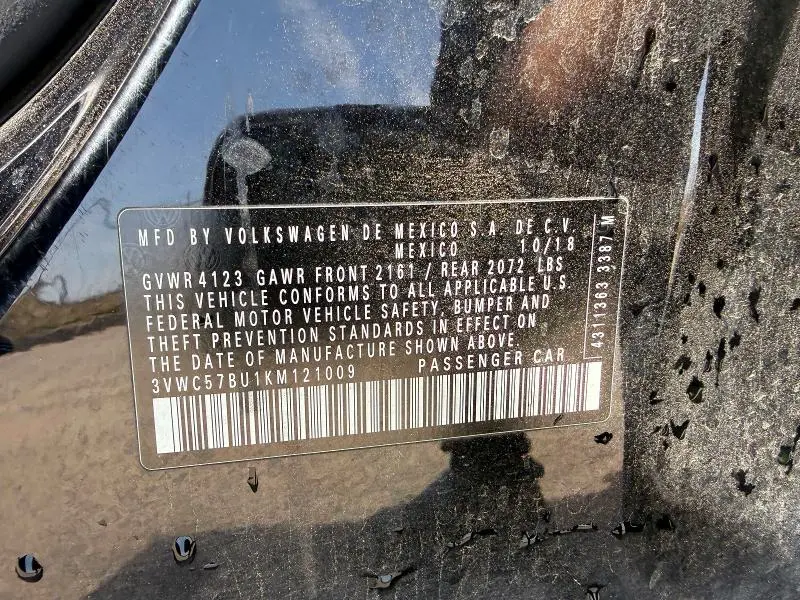 MFD BY VOLKSWAGEN DE MEXICO S.A. DE C.V.
MEXICO 10/18
GVWR 4123 GAWR FRONT 2161 / REAR 2072 LBS
THIS VEHICLE CONFORMS TO ALL APPLICABLE U.S.
FEDERAL MOTOR VEHICLE SAFETY, BUMPER AND
THEFT PREVENTION STANDARDS IN EFFECT ON
THE DATE OF MANUFACTURE SHOWN ABOVE.
3VWC57BU1KM121009 PASSENGER CAR
4311363 3387 M